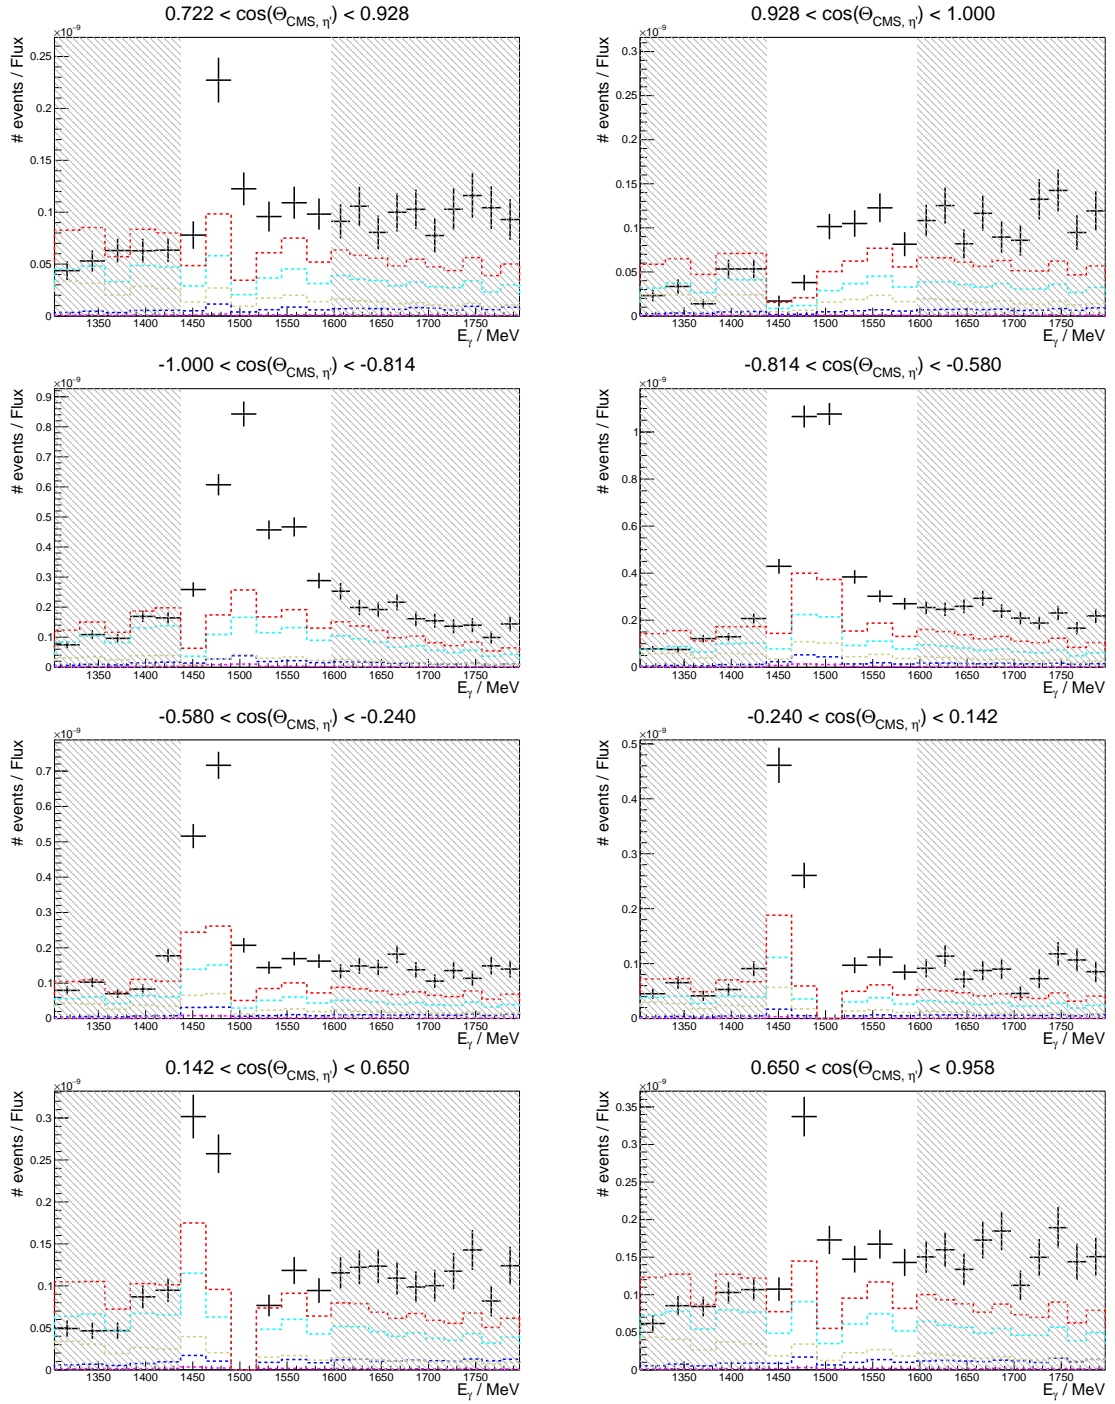 0.722 < cos(Θ_CMS, η') < 0.928
×10⁻⁹
# events / Flux
0.25
0.2
0.15
0.1
0.05
0
1350 1400 1450 1500 1550 1600 1650 1700 1750
E_γ / MeV
0.928 < cos(Θ_CMS, η') < 1.000
×10⁻⁹
# events / Flux
0.3
0.25
0.2
0.15
0.1
0.05
0
1350 1400 1450 1500 1550 1600 1650 1700 1750
E_γ / MeV
-1.000 < cos(Θ_CMS, η') < -0.814
×10⁻⁹
# events / Flux
0.9
0.8
0.7
0.6
0.5
0.4
0.3
0.2
0.1
0
1350 1400 1450 1500 1550 1600 1650 1700 1750
E_γ / MeV
-0.814 < cos(Θ_CMS, η') < -0.580
×10⁻⁹
# events / Flux
1
0.8
0.6
0.4
0.2
0
1350 1400 1450 1500 1550 1600 1650 1700 1750
E_γ / MeV
-0.580 < cos(Θ_CMS, η') < -0.240
×10⁻⁹
# events / Flux
0.7
0.6
0.5
0.4
0.3
0.2
0.1
0
1350 1400 1450 1500 1550 1600 1650 1700 1750
E_γ / MeV
-0.240 < cos(Θ_CMS, η') < 0.142
×10⁻⁹
# events / Flux
0.5
0.4
0.3
0.2
0.1
0
1350 1400 1450 1500 1550 1600 1650 1700 1750
E_γ / MeV
0.142 < cos(Θ_CMS, η') < 0.650
×10⁻⁹
# events / Flux
0.3
0.25
0.2
0.15
0.1
0.05
0
1350 1400 1450 1500 1550 1600 1650 1700 1750
E_γ / MeV
0.650 < cos(Θ_CMS, η') < 0.958
×10⁻⁹
# events / Flux
0.35
0.3
0.25
0.2
0.15
0.1
0.05
0
1350 1400 1450 1500 1550 1600 1650 1700 1750
E_γ / MeV